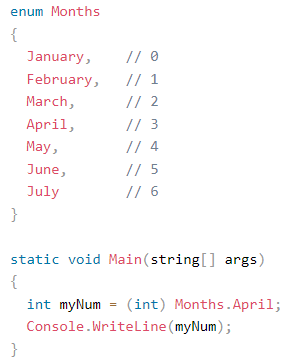 enum Months
{
  January,    // 0
  February,   // 1
  March,      // 2
  April,      // 3
  May,        // 4
  June,       // 5
  July        // 6
}

static void Main(string[] args)
{
  int myNum = (int) Months.April;
  Console.WriteLine(myNum);
}